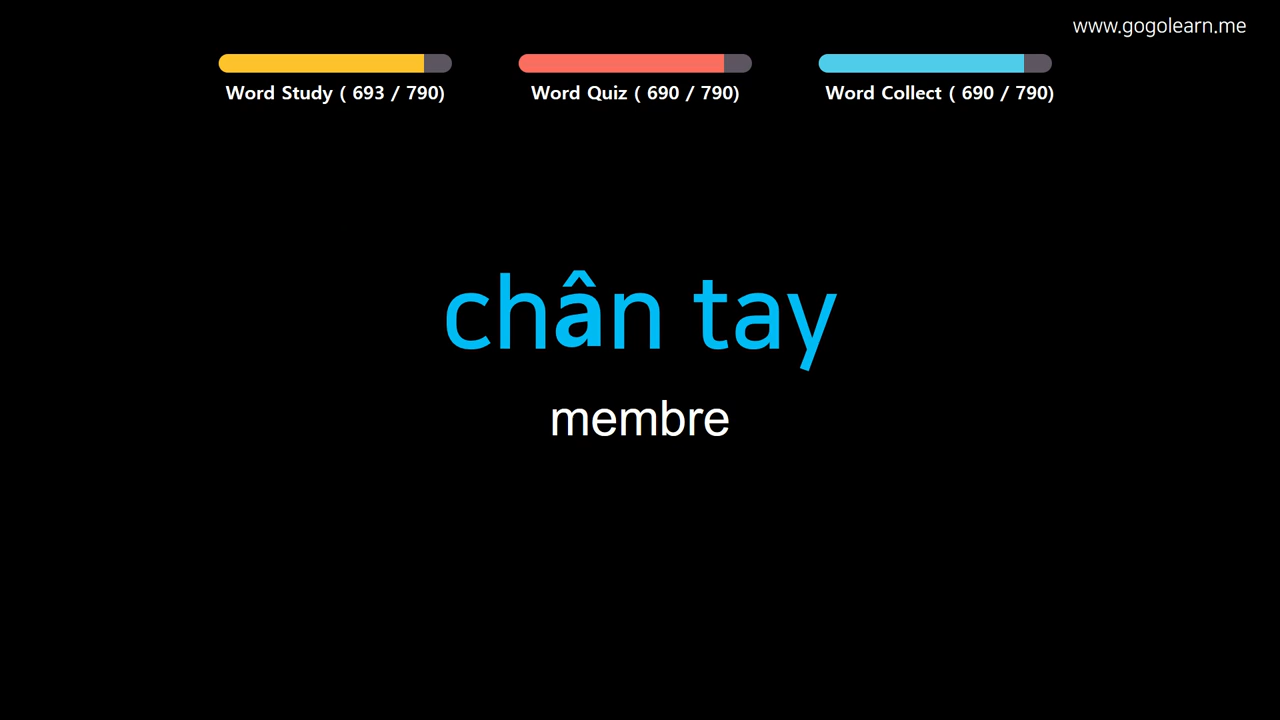 www.gogolearn.me
Word Study ( 693 / 790)
Word Quiz ( 690 / 790)
Word Collect ( 690 / 790)
chân tay
membre